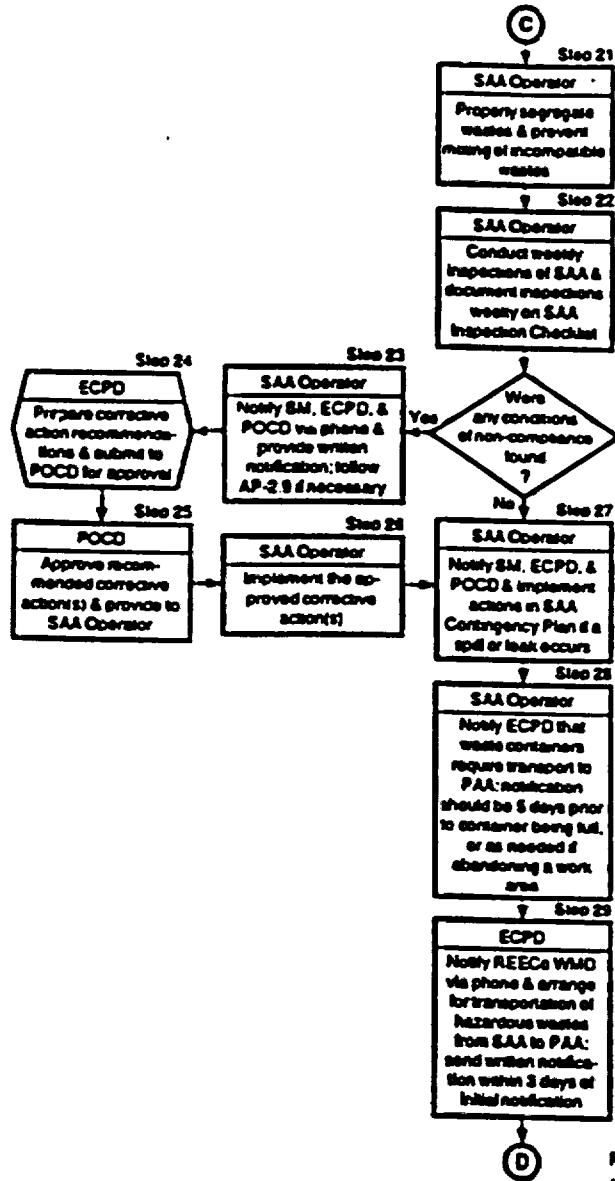 C
Step 21
SAA Operator
Properly segregate
wastes & prevent
mixing of incompatible
wastes
Step 22
SAA Operator
Conduct weekly
inspections of SAA &
document inspections
weekly on SAA
Inspection Checklist
Were
any conditions
of non-compliance
found
?
Yes
No
Step 23
SAA Operator
Notify SM, ECPD, &
POCD via phone &
provide written
notification; follow
AP-2.9 if necessary
Step 24
ECPD
Prepare corrective
action recommenda-
tions & submit to
POCD for approval
Step 25
POCD
Approve recom-
mended corrective
action(s) & provide to
SAA Operator
Step 26
SAA Operator
Implement the ap-
proved corrective
action(s)
Step 27
SAA Operator
Notify SM, ECPD, &
POCD & implement
actions in SAA
Contingency Plan if a
spill or leak occurs
Step 28
SAA Operator
Notify ECPD that
waste containers
require transport to
PAA; notification
should be 5 days prior
to container being full,
or as needed if
abandoning a work
area
Step 29
ECPD
Notify REECo WMD
via phone & arrange
for transportation of
hazardous wastes
from SAA to PAA;
send written notifica-
tion within 3 days of
initial notification
D